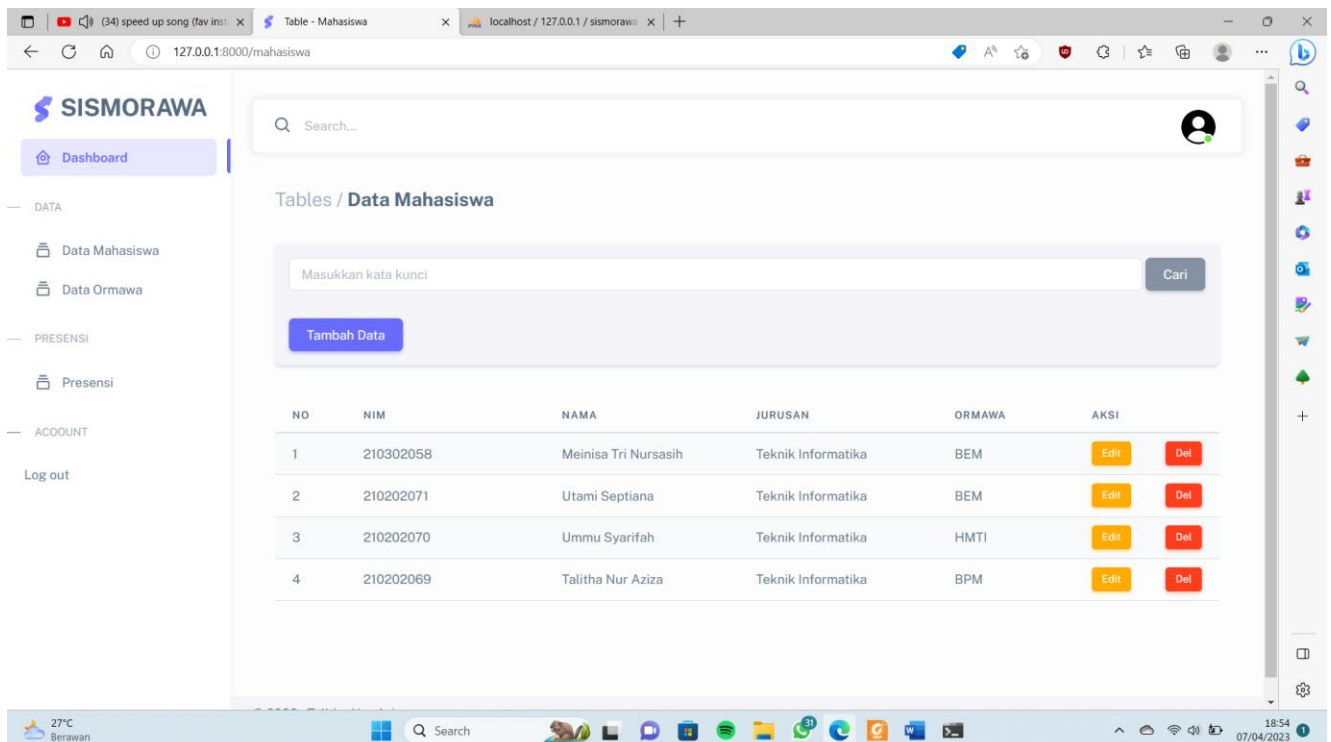 (34) speed up song (fav inst
Table - Mahasiswa
localhost / 127.0.0.1 / sismorawa
127.0.0.1:8000/mahasiswa
SISMORAWA
Search...
Dashboard
Tables / Data Mahasiswa
DATA
Data Mahasiswa
Data Ormawa
PRESENSI
Presensi
ACOOUNT
Log out
Masukkan kata kunci
Cari
Tambah Data
NO NIM NAMA JURUSAN ORMAWA AKSI
1 210302058 Meinisa Tri Nursasih Teknik Informatika BEM Edit Del
2 210202071 Utami Septiana Teknik Informatika BEM Edit Del
3 210202070 Ummu Syarifah Teknik Informatika HMTI Edit Del
4 210202069 Talitha Nur Aziza Teknik Informatika BPM Edit Del
27°C
Berawan
Search
31
18:54
07/04/2023
1